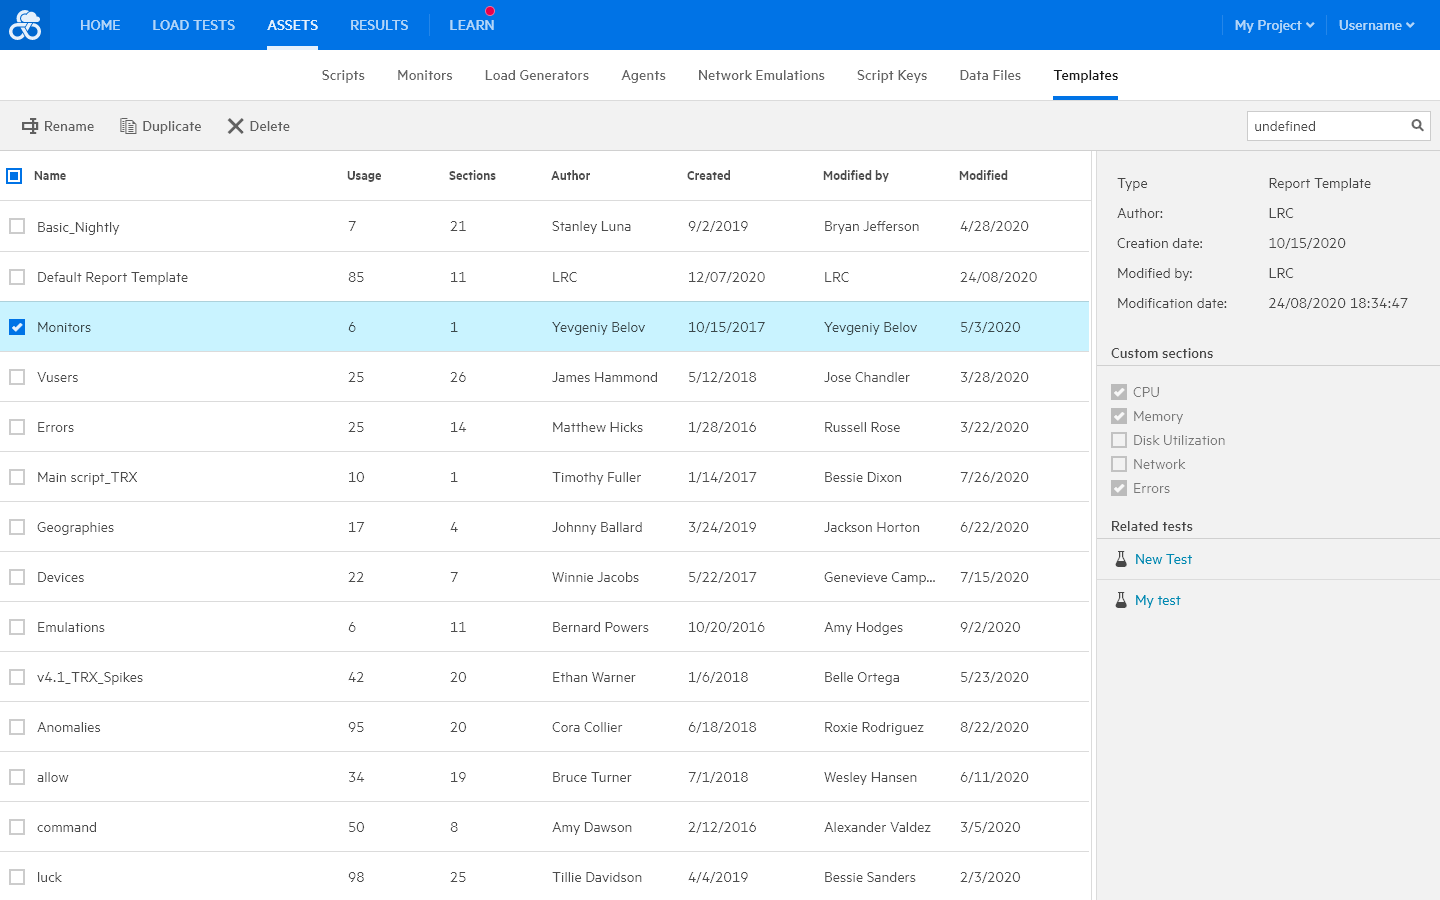 HOME LOAD TESTS ASSETS RESULTS LEARN My Project Username
Scripts Monitors Load Generators Agents Network Emulations Script Keys Data Files Templates
Rename Duplicate Delete undefined
Name Usage Sections Author Created Modified by Modified
Basic_Nightly 7 21 Stanley Luna 9/2/2019 Bryan Jefferson 4/28/2020
Default Report Template 85 11 LRC 12/07/2020 LRC 24/08/2020
Monitors 6 1 Yevgeniy Belov 10/15/2017 Yevgeniy Belov 5/3/2020
Vusers 25 26 James Hammond 5/12/2018 Jose Chandler 3/28/2020
Errors 25 14 Matthew Hicks 1/28/2016 Russell Rose 3/22/2020
Main script_TRX 10 1 Timothy Fuller 1/14/2017 Bessie Dixon 7/26/2020
Geographies 17 4 Johnny Ballard 3/24/2019 Jackson Horton 6/22/2020
Devices 22 7 Winnie Jacobs 5/22/2017 Genevieve Camp... 7/15/2020
Emulations 6 11 Bernard Powers 10/20/2016 Amy Hodges 9/2/2020
v4.1_TRX_Spikes 42 20 Ethan Warner 1/6/2018 Belle Ortega 5/23/2020
Anomalies 95 20 Cora Collier 6/18/2018 Roxie Rodriguez 8/22/2020
allow 34 19 Bruce Turner 7/1/2018 Wesley Hansen 6/11/2020
command 50 8 Amy Dawson 2/12/2016 Alexander Valdez 3/5/2020
luck 98 25 Tillie Davidson 4/4/2019 Bessie Sanders 2/3/2020
Type Report Template
Author: LRC
Creation date: 10/15/2020
Modified by: LRC
Modification date: 24/08/2020 18:34:47
Custom sections
CPU
Memory
Disk Utilization
Network
Errors
Related tests
New Test
My test